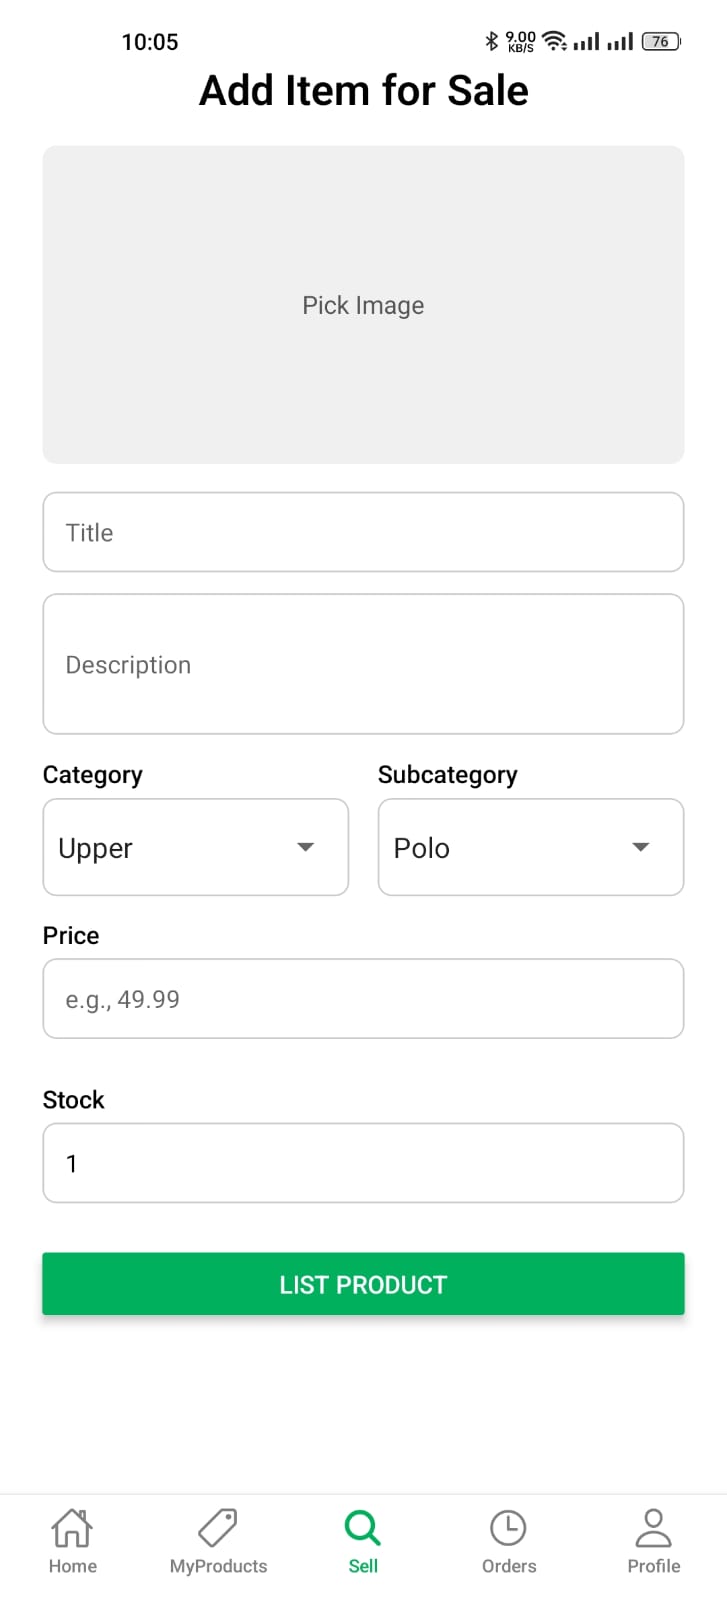 10:05 9.00 KB/S 76
Add Item for Sale
Pick Image
Title
Description
Category Subcategory
Upper Polo
Price
e.g., 49.99
Stock
1
LIST PRODUCT
Home MyProducts Sell Orders Profile